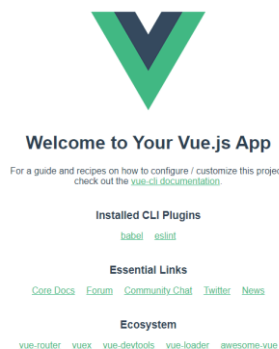 Welcome to Your Vue.js App
For a guide and recipes on how to configure / customize this projec
check out the vue-cli documentation.
Installed CLI Plugins
babel eslint
Essential Links
Core Docs Forum Community Chat Twitter News
Ecosystem
vue-router vuex vue-devtools vue-loader awesome-vue